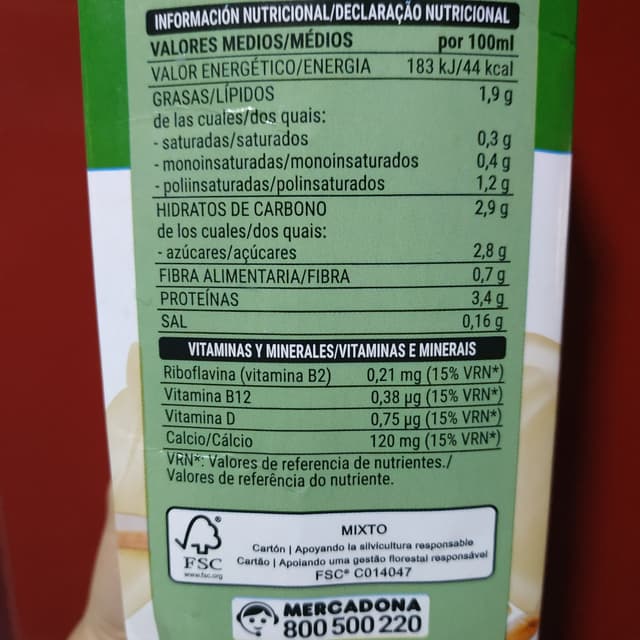 INFORMACIÓN NUTRICIONAL/DECLARAÇÃO NUTRICIONAL
VALORES MEDIOS/MÉDIOS por 100ml
VALOR ENERGÉTICO/ENERGIA 183 kJ/44 kcal
GRASAS/LÍPIDOS 1,9 g
de las cuales/dos quais:
- saturadas/saturados 0,3 g
- monoinsaturadas/monoinsaturados 0,4 g
- poliinsaturadas/polinsaturados 1,2 g
HIDRATOS DE CARBONO 2,9 g
de los cuales/dos quais:
- azúcares/açúcares 2,8 g
FIBRA ALIMENTARIA/FIBRA 0,7 g
PROTEÍNAS 3,4 g
SAL 0,16 g
VITAMINAS Y MINERALES/VITAMINAS E MINERAIS
Riboflavina (vitamina B2) 0,21 mg (15% VRN*)
Vitamina B12 0,38 µg (15% VRN*)
Vitamina D 0,75 µg (15% VRN*)
Calcio/Cálcio 120 mg (15% VRN*)
VRN*: Valores de referencia de nutrientes./
Valores de referência do nutriente.
MIXTO
Cartón | Apoyando la silvicultura responsable
Cartão | Apoiando uma gestão florestal responsável
FSC® C014047
FSC
www.fsc.org
MERCADONA
800 500 220